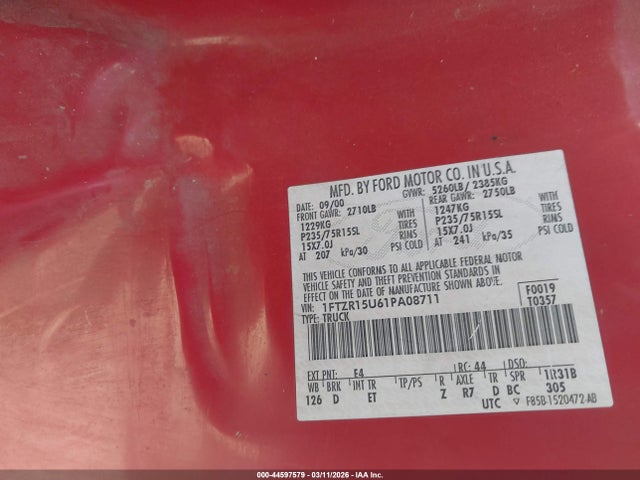 MFD. BY FORD MOTOR CO. IN U.S.A.
DATE: 09/00 GVWR: 5260LB/ 2385KG
FRONT GAWR: 2710LB REAR GAWR: 2750LB
1229KG WITH 1247KG WITH
P235/75R15SL TIRES P235/75R15SL TIRES
15X7.0J RIMS 15X7.0J RIMS
AT 207 kPa/30 PSI COLD AT 241 kPa/35 PSI COLD
THIS VEHICLE CONFORMS TO ALL APPLICABLE FEDERAL MOTOR
VEHICLE SAFETY AND THEFT PREVENTION STANDARDS IN
EFFECT ON THE DATE OF MANUFACTURE SHOWN ABOVE.
VIN: 1FTZR15U61PA08711 F0019
TYPE: TRUCK T0357
EXT PNT: E4 RC: 44 DSO:
WB BRK INT TR TP/PS R AXLE TR SPR
126 D ET Z R7 D BC 305
UTC F85B-1520472-AB
000-44597579 - 03/11/2026 - IAA Inc.